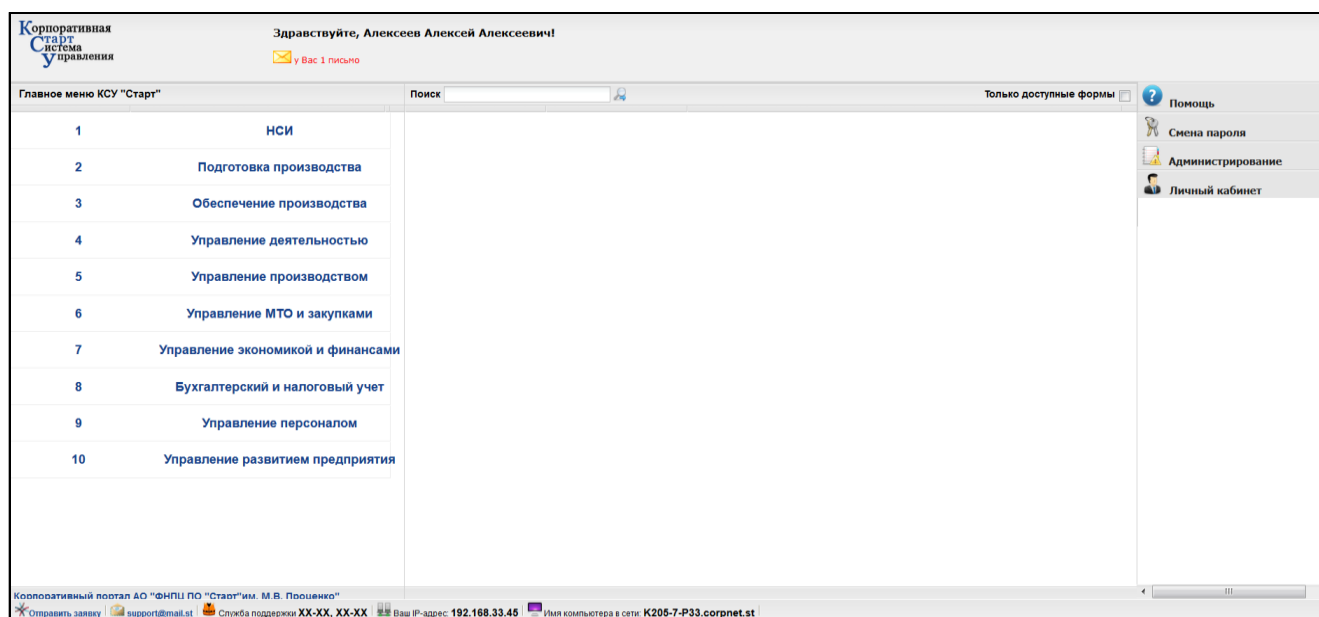 Корпоративная
Старт
Система
Управления
Здравствуйте, Алексеев Алексей Алексеевич!
у Вас 1 письмо
Главное меню КСУ "Старт"
Поиск
Только доступные формы
Помощь
Смена пароля
Администрирование
Личный кабинет
1 НСИ
2 Подготовка производства
3 Обеспечение производства
4 Управление деятельностью
5 Управление производством
6 Управление МТО и закупками
7 Управление экономикой и финансами
8 Бухгалтерский и налоговый учет
9 Управление персоналом
10 Управление развитием предприятия
Корпоративный портал АО "ФНПЦ ПО "Старт"им. М.В. Проценко"
Отправить заявку support@mail.st Служба поддержки XX-XX, XX-XX Ваш IP-адрес: 192.168.33.45 Имя компьютера в сети: K205-7-P33.corpnet.st